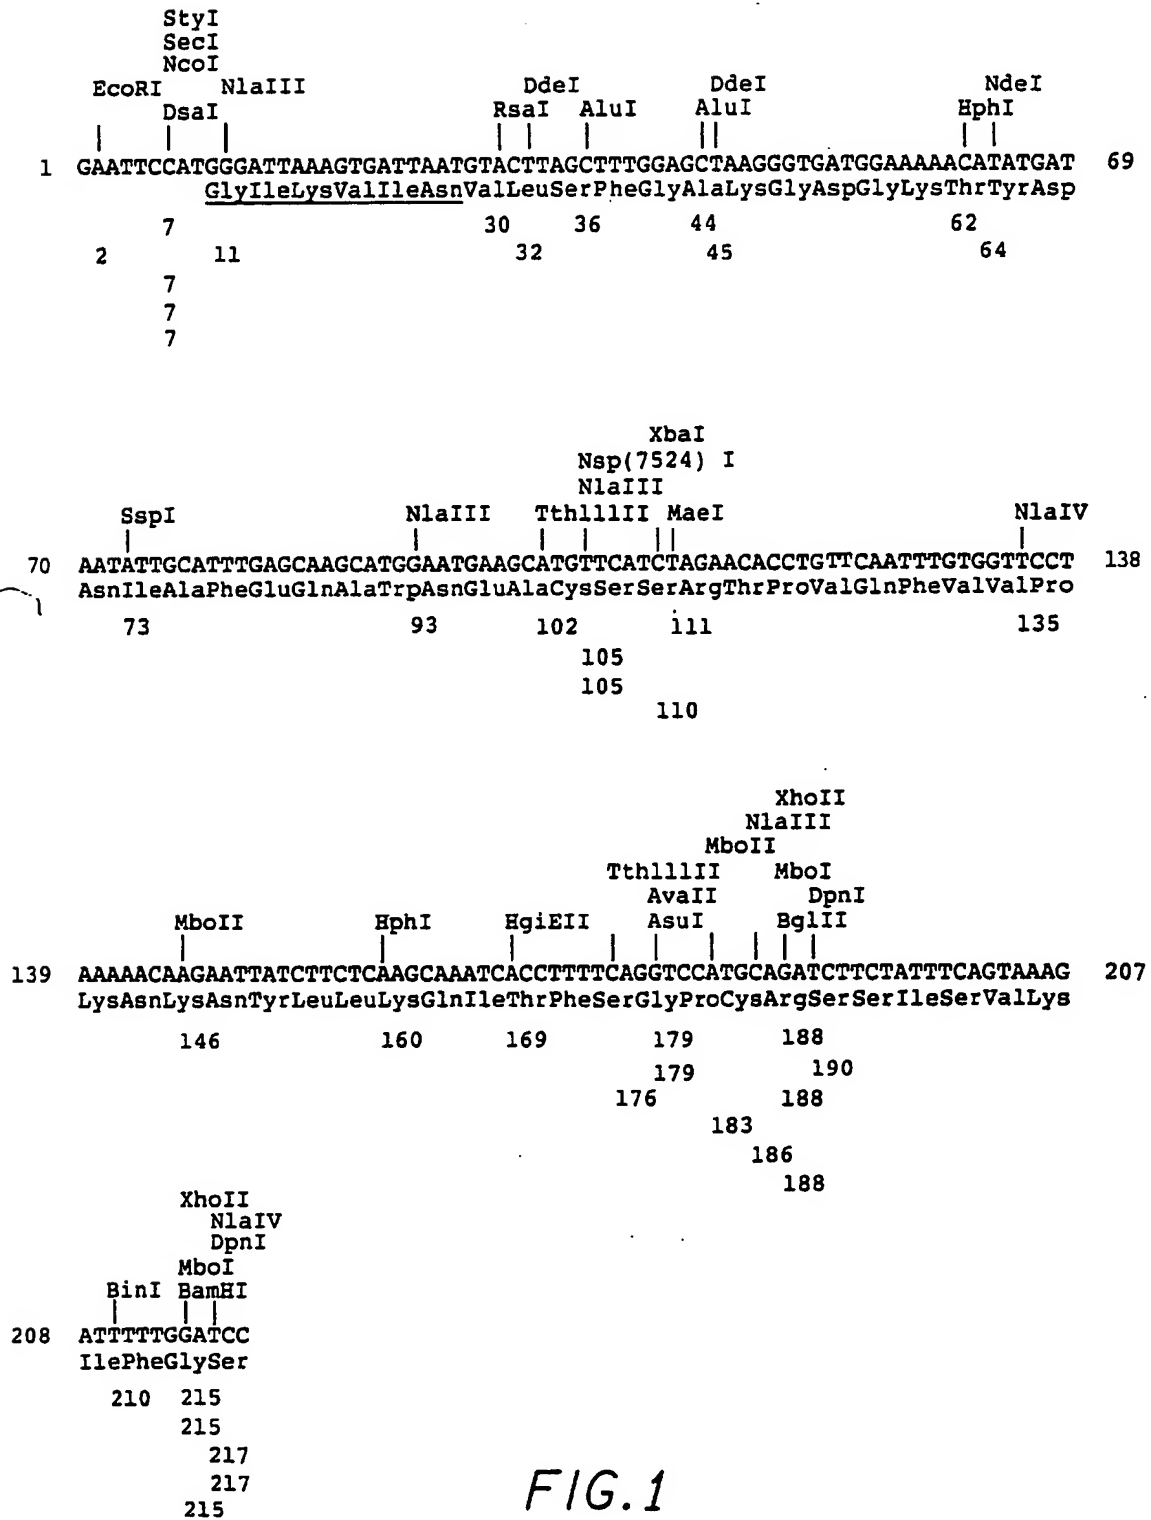 StyI
SecI
NcoI
EcoRI NlaIII DdeI DdeI NdeI
DsaI RsaI AluI AluI HphI
1 GAATTCCATGGGATTAAAGTGATTAATGTACTTAGCTTTGGAGCTAAGGGTGATGGAAAAACATATGAT 69
GlyIleLysValIleAsnValLeuSerPheGlyAlaLysGlyAspGlyLysThrTyrAsp
7 30 36 44 62
2 11 32 45 64
7
7
7
XbaI
Nsp(7524) I
NlaIII
SspI NlaIII Tth111II MaeI NlaIV
70 AATATTGCATTTGAGCAAGCATGGAATGAAGCATGTTCATCTAGAACACCTGTTCAATTTGTGGTTCCT 138
AsnIleAlaPheGluGlnAlaTrpAsnGluAlaCysSerSerArgThrProValGlnPheValValPro
73 93 102 111 135
105
105
110
XhoII
NlaIII
MboII
Tth111II MboI
AvaII DpnI
MboII HphI HgiEII AsuI BglII
139 AAAAACAAGAATTATCTTCTCAAGCAAATCACCTTTTCAGGTCCATGCAGATCTTCTATTTCAGTAAAG 207
LysAsnLysAsnTyrLeuLeuLysGlnIleThrPheSerGlyProCysArgSerSerIleSerValLys
146 160 169 179 188
179 190
176 188
183
186
188
XhoII
NlaIV
DpnI
MboI
BinI BamHI
208 ATTTTTGGATCC
IlePheGlySer
210 215
215
217
217
215
FIG. 1